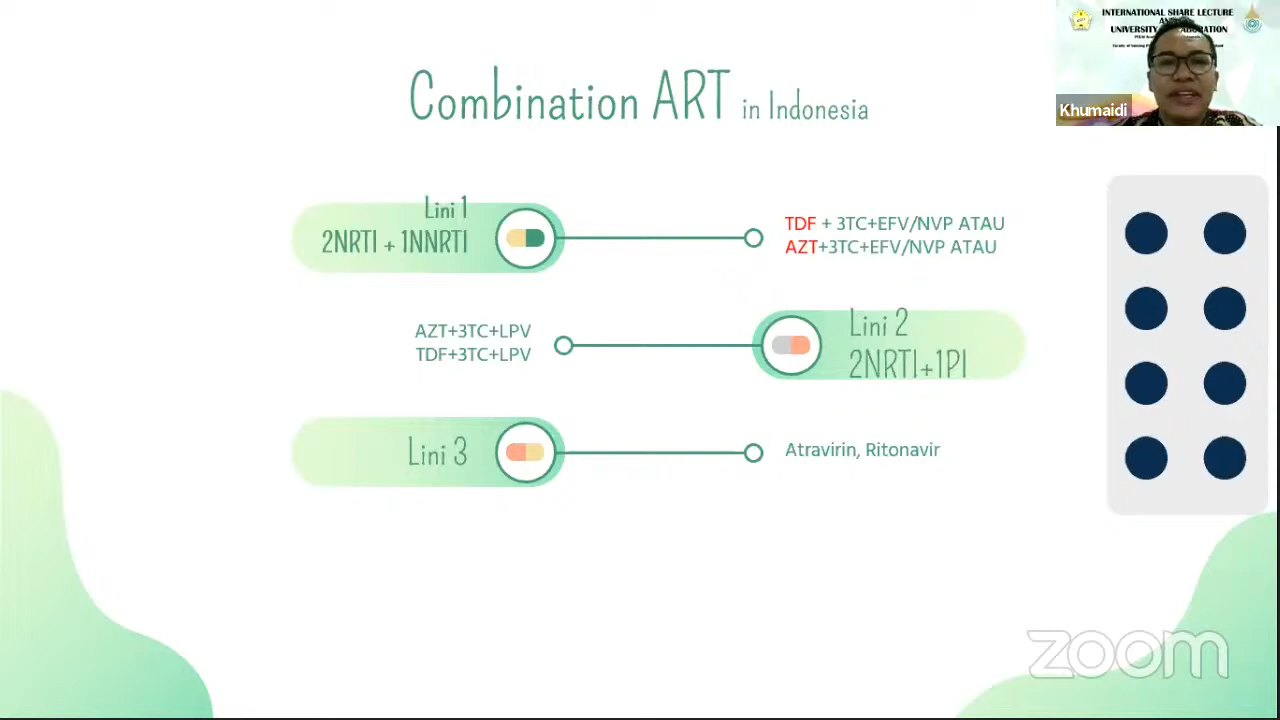 INTERNATIONAL SHARE LECTURE
Khumaidi
Combination ART in Indonesia
Lini 1
2NRTI + 1NNRTI
TDF + 3TC+EFV/NVP ATAU
AZT+3TC+EFV/NVP ATAU
AZT+3TC+LPV
TDF+3TC+LPV
Lini 2
2NRTI+1PI
Lini 3
Atravirin, Ritonavir
zoom